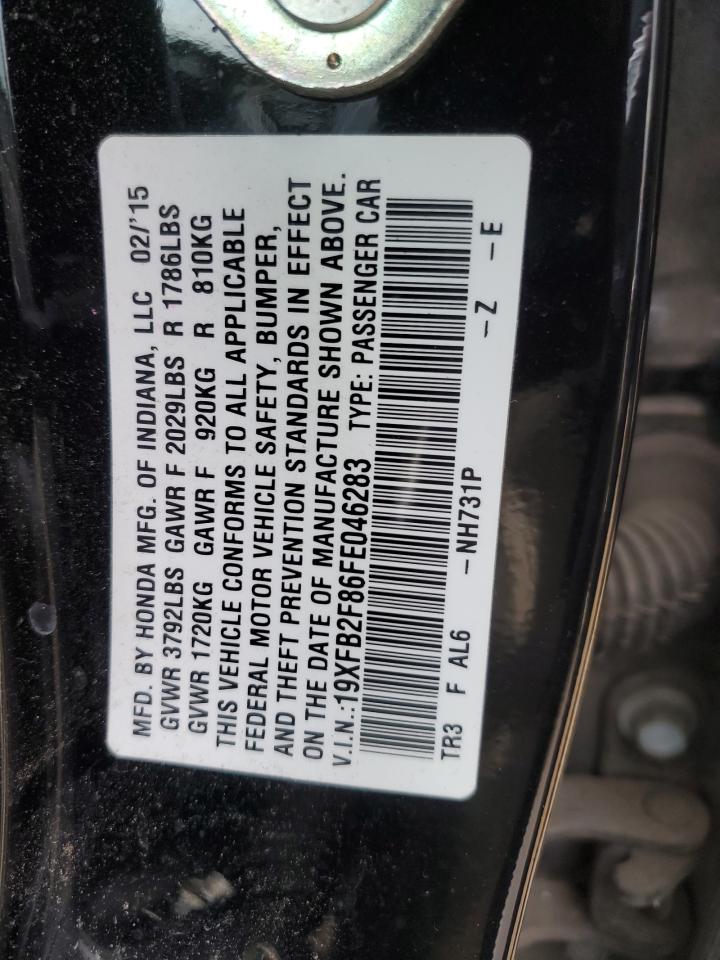 MFD. BY HONDA MFG. OF INDIANA, LLC 02/'15
GVWR 3792LBS GAWR F 2029LBS R 1786LBS
GVWR 1720KG GAWR F 920KG R 810KG
THIS VEHICLE CONFORMS TO ALL APPLICABLE
FEDERAL MOTOR VEHICLE SAFETY, BUMPER,
AND THEFT PREVENTION STANDARDS IN EFFECT
ON THE DATE OF MANUFACTURE SHOWN ABOVE.
V.I.N.:19XFB2F86FE046283 TYPE: PASSENGER CAR
TR3 F AL6 -NH731P -Z -E